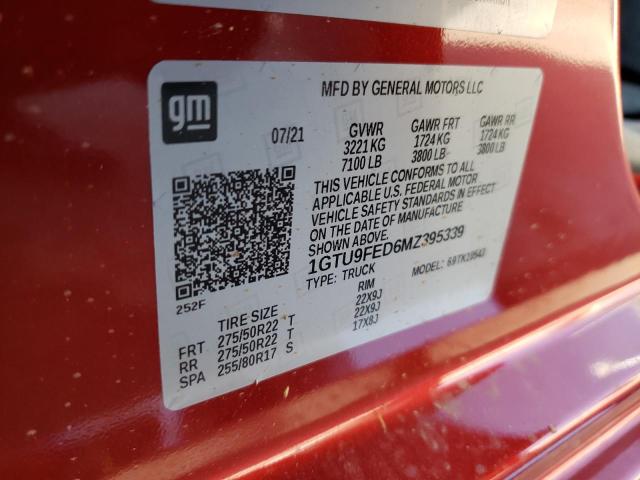 MFD BY GENERAL MOTORS LLC
gm
07/21
GVWR GAWR FRT GAWR RR
3221 KG 1724 KG 1724 KG
7100 LB 3800 LB 3800 LB
THIS VEHICLE CONFORMS TO ALL
APPLICABLE U.S. FEDERAL MOTOR
VEHICLE SAFETY STANDARDS IN EFFECT
ON THE DATE OF MANUFACTURE
SHOWN ABOVE.
1GTU9FED6MZ395339
TYPE: TRUCK MODEL: 69TK10543
252F
TIRE SIZE RIM
FRT 275/50R22 T 22X9J
RR 275/50R22 T 22X9J
SPA 255/80R17 S 17X8J